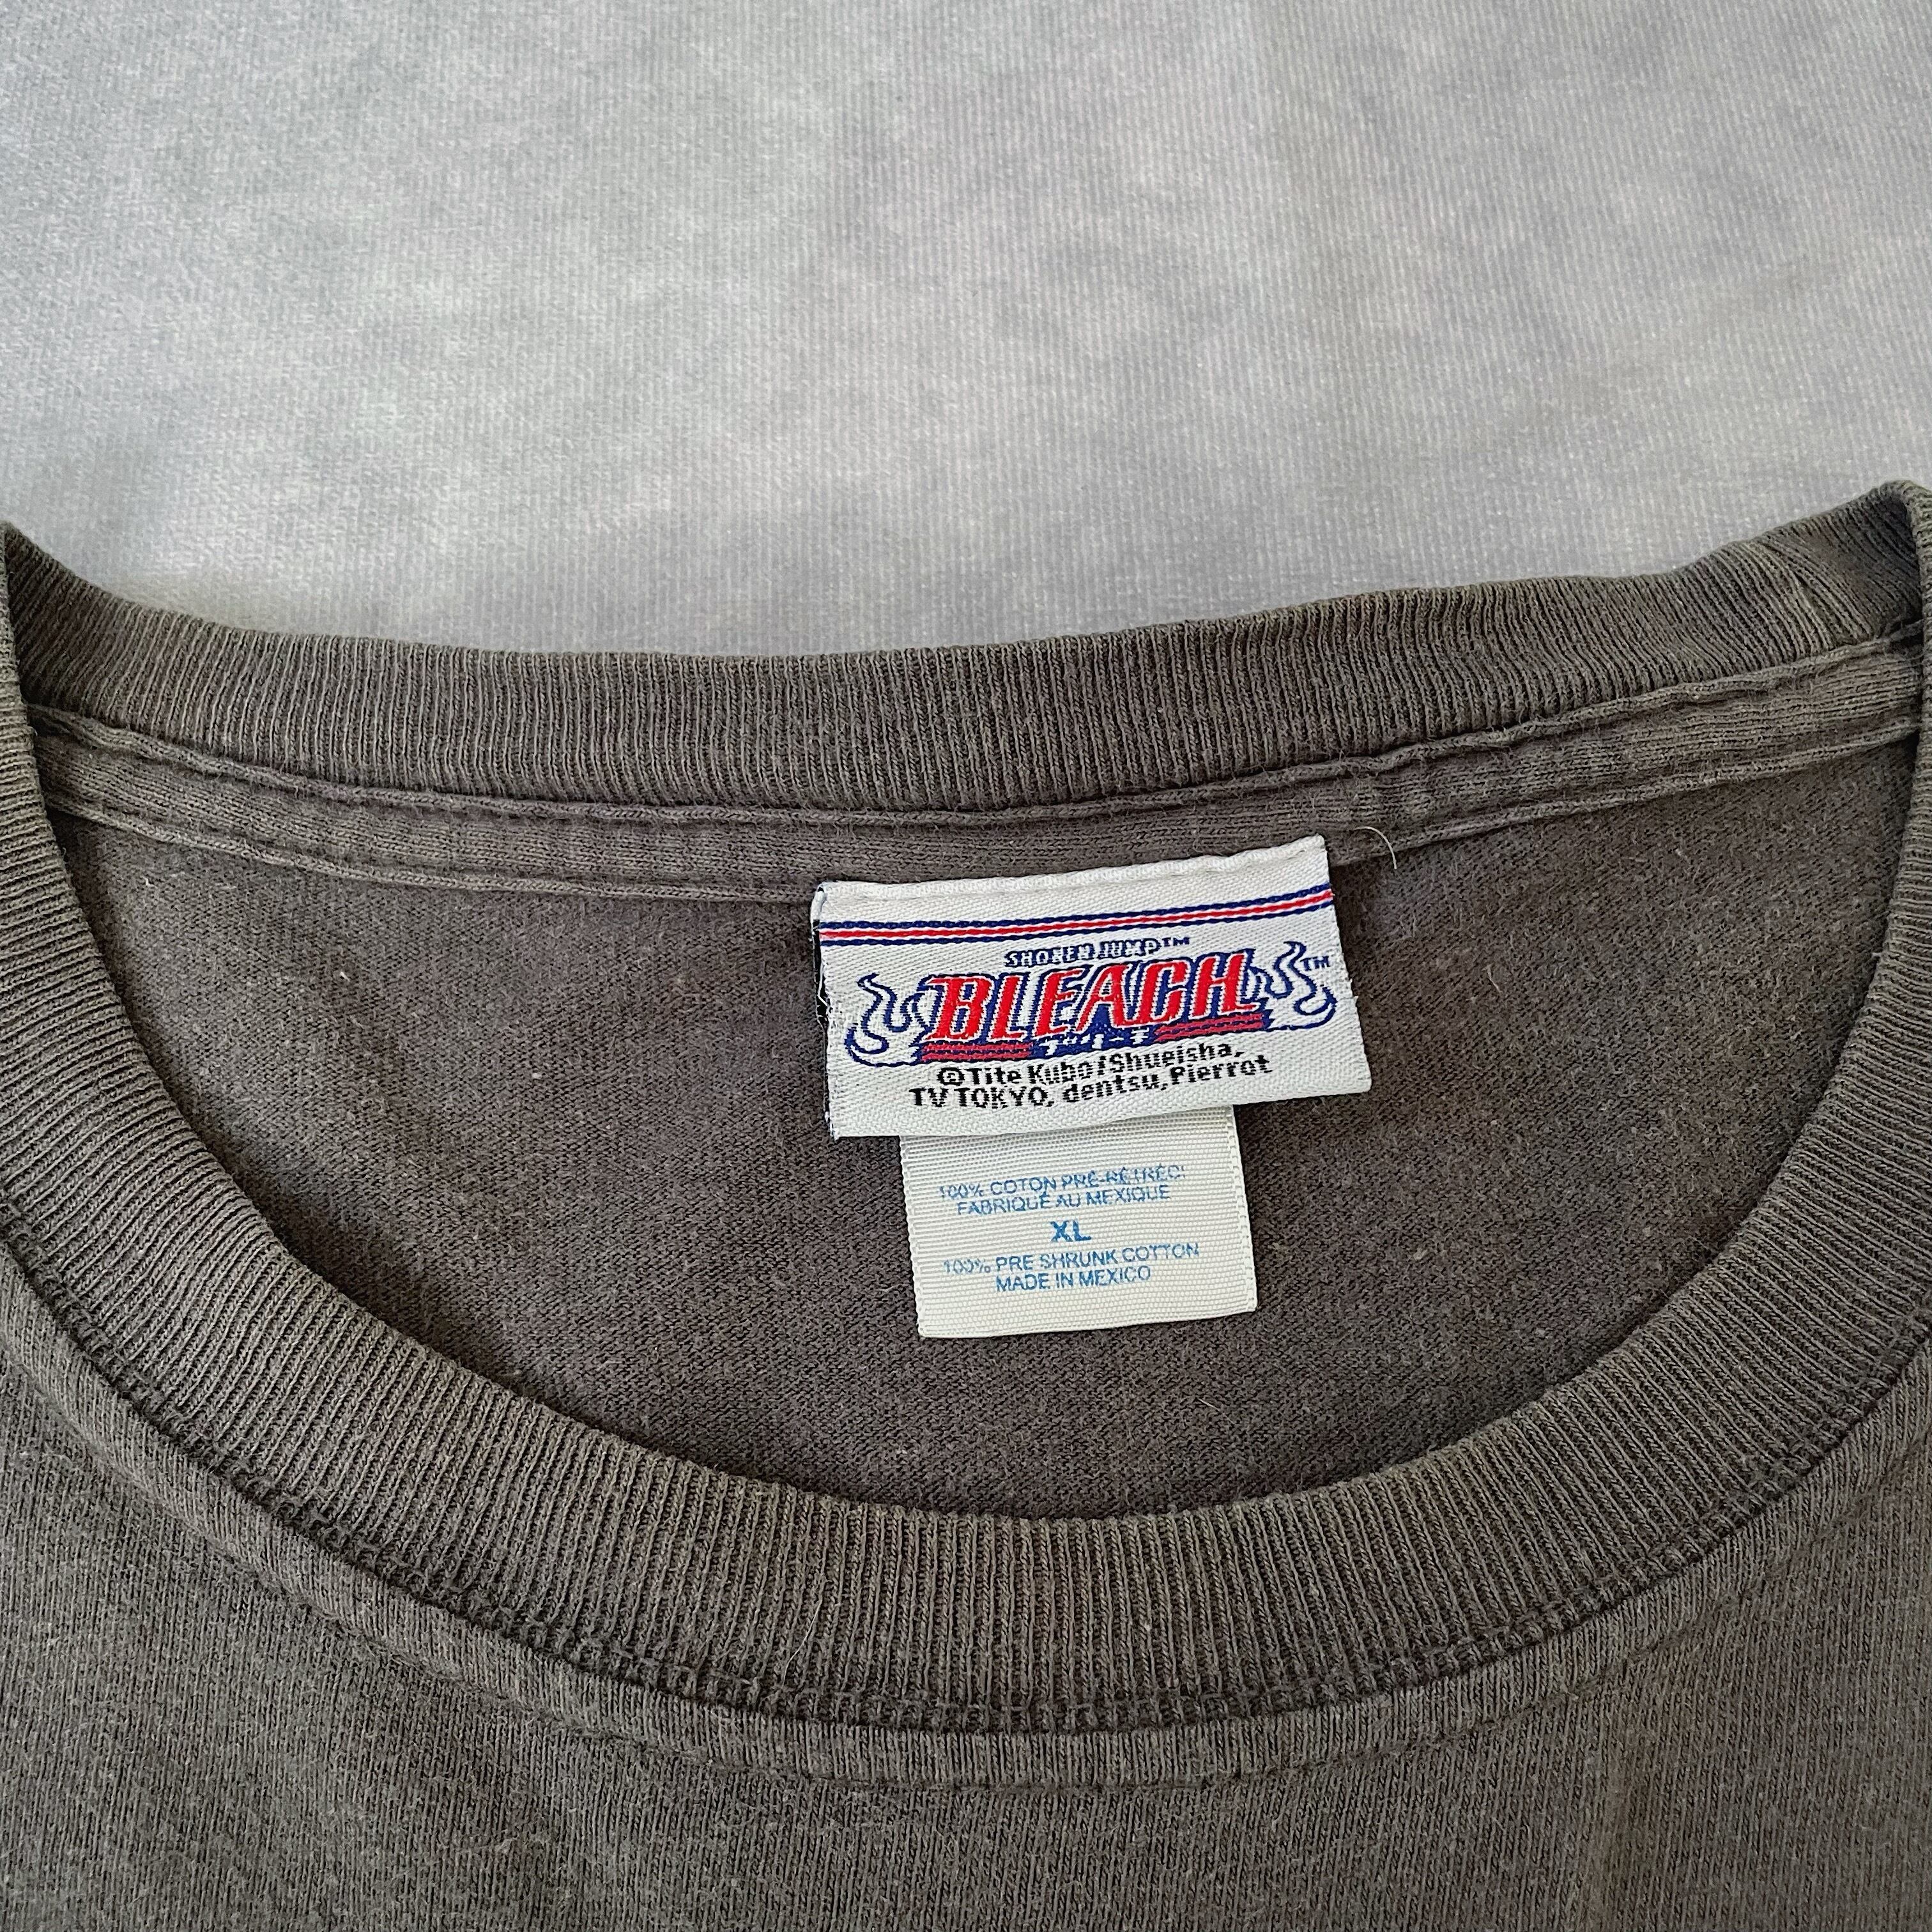 SHONEN JUMP™
BLEACH™
ブリーチ
©Tite Kubo/Shueisha,
TV TOKYO, dentsu, Pierrot
100% COTON PRÉ-RÉTRÉCI
FABRIQUÉ AU MEXIQUE
XL
100% PRE SHRUNK COTTON
MADE IN MEXICO